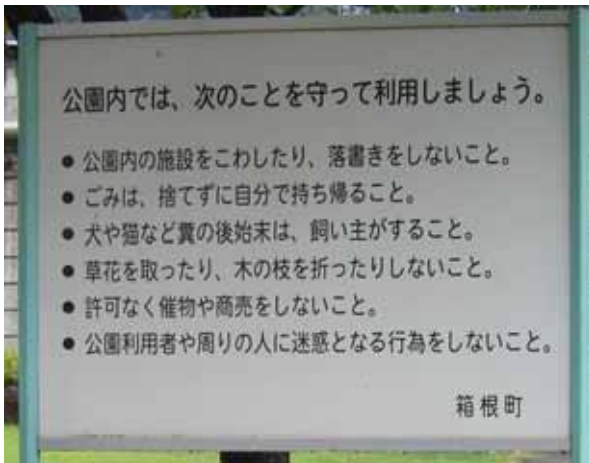 公園内では、次のことを守って利用しましょう。
● 公園内の施設をこわしたり、落書きをしないこと。
● ごみは、捨てずに自分で持ち帰ること。
● 犬や猫など糞の後始末は、飼い主がすること。
● 草花を取ったり、木の枝を折ったりしないこと。
● 許可なく催物や商売をしないこと。
● 公園利用者や周りの人に迷惑となる行為をしないこと。
箱根町